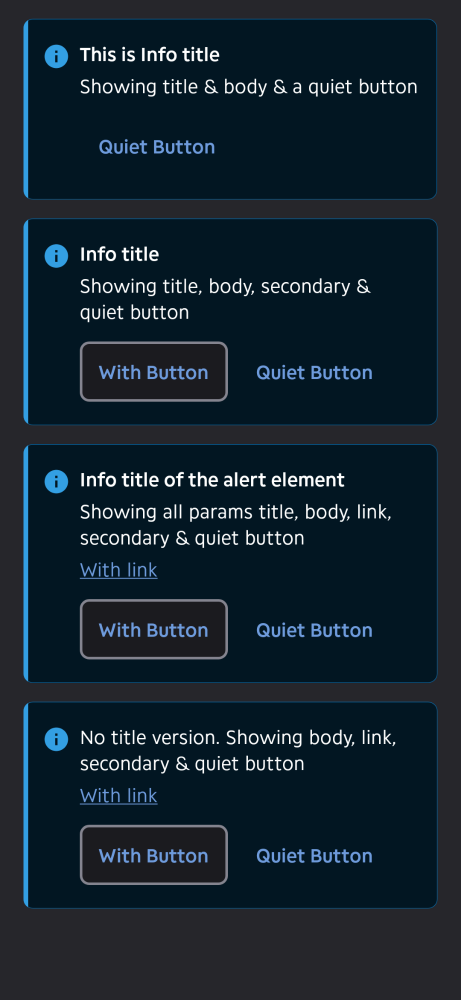 This is Info title
Showing title & body & a quiet button
Quiet Button
Info title
Showing title, body, secondary &
quiet button
With Button
Quiet Button
Info title of the alert element
Showing all params title, body, link,
secondary & quiet button
With link
With Button
Quiet Button
No title version. Showing body, link,
secondary & quiet button
With link
With Button
Quiet Button